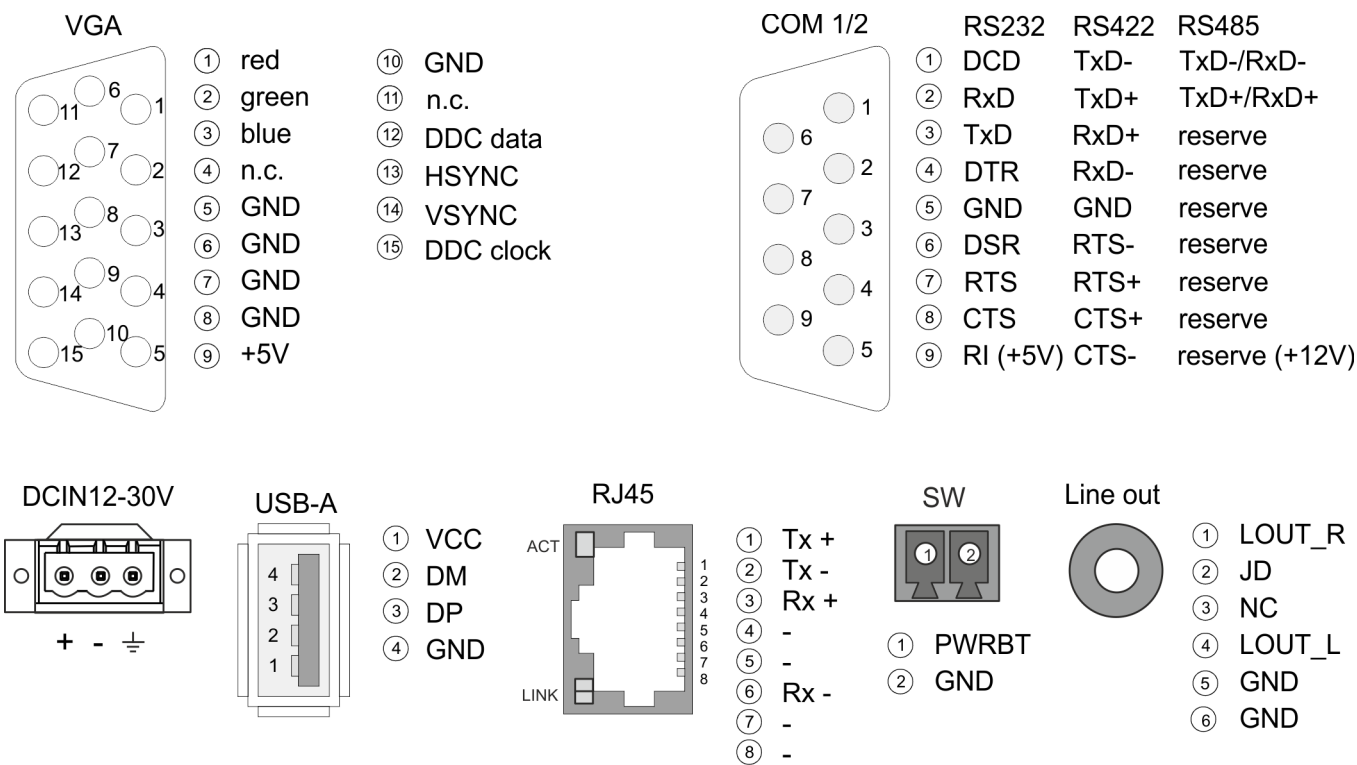 VGA
11 6 1
12 7 2
13 8 3
14 9 4
15 10 5
① red
② green
③ blue
④ n.c.
⑤ GND
⑥ GND
⑦ GND
⑧ GND
⑨ +5V
⑩ GND
⑪ n.c.
⑫ DDC data
⑬ HSYNC
⑭ VSYNC
⑮ DDC clock
COM 1/2
1
6
2
7
3
8
4
9
5
RS232 RS422 RS485
① DCD TxD- TxD-/RxD-
② RxD TxD+ TxD+/RxD+
③ TxD RxD+ reserve
④ DTR RxD- reserve
⑤ GND GND reserve
⑥ DSR RTS- reserve
⑦ RTS RTS+ reserve
⑧ CTS CTS+ reserve
⑨ RI (+5V) CTS- reserve (+12V)
DCIN12-30V
+ - ⏚
USB-A
4
3
2
1
① VCC
② DM
③ DP
④ GND
RJ45
ACT
LINK
1
2
3
4
5
6
7
8
① Tx +
② Tx -
③ Rx +
④ -
⑤ -
⑥ Rx -
⑦ -
⑧ -
SW
① ②
① PWRBT
② GND
Line out
① LOUT_R
② JD
③ NC
④ LOUT_L
⑤ GND
⑥ GND